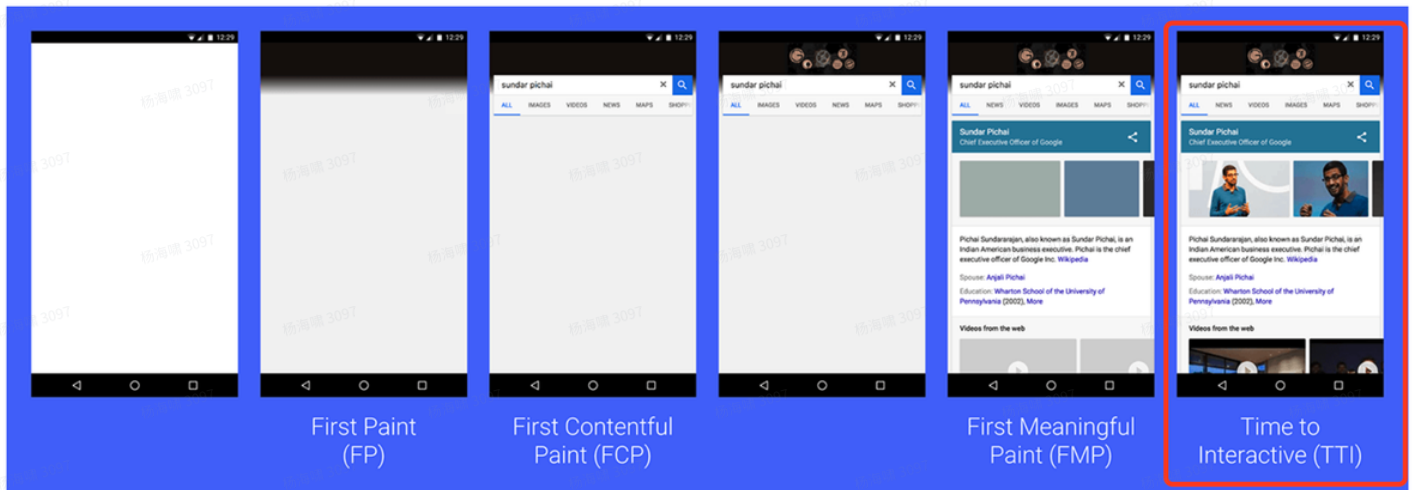 12:29
12:29
12:29
sundar pichai
ALL IMAGES VIDEOS NEWS MAPS SHOPPI
12:29
sundar pichai
ALL IMAGES VIDEOS NEWS MAPS SHOPPI
12:29
sundar pichai
ALL NEWS VIDEOS IMAGES MAPS SHOPPI
Sundar Pichai
Chief Executive Officer of Google
Pichai Sundararajan, also known as Sundar Pichai, is an
Indian American business executive. Pichai is the chief
executive officer of Google Inc. Wikipedia
Spouse: Anjali Pichai
Education: Wharton School of the University of
Pennsylvania (2002), More
Videos from the web
12:29
sundar pichai
ALL NEWS VIDEOS IMAGES MAPS SHOPPI
Sundar Pichai
Chief Executive Officer of Google
Pichai Sundararajan, also known as Sundar Pichai, is an
Indian American business executive. Pichai is the chief
executive officer of Google Inc. Wikipedia
Spouse: Anjali Pichai
Education: Wharton School of the University of
Pennsylvania (2002), More
Videos from the web
First Paint
(FP)
First Contentful
Paint (FCP)
First Meaningful
Paint (FMP)
Time to
Interactive (TTI)